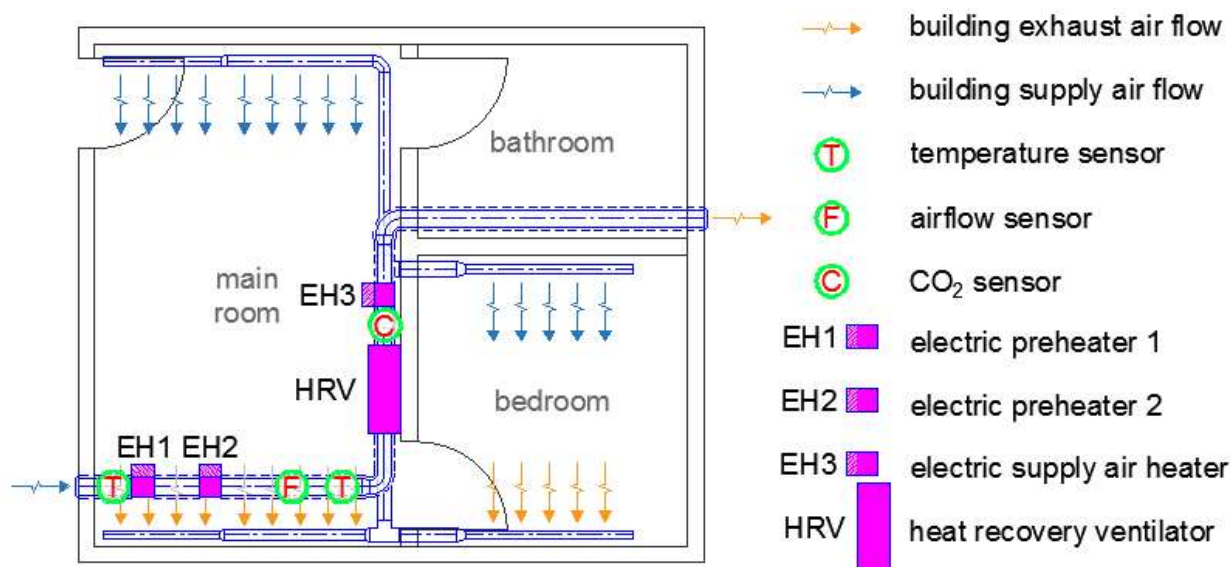 building exhaust air flow
building supply air flow
T temperature sensor
F airflow sensor
C CO₂ sensor
EH1 electric preheater 1
EH2 electric preheater 2
EH3 electric supply air heater
HRV heat recovery ventilator
bathroom
main
room
EH3
C
HRV
bedroom
EH1 EH2
T F T